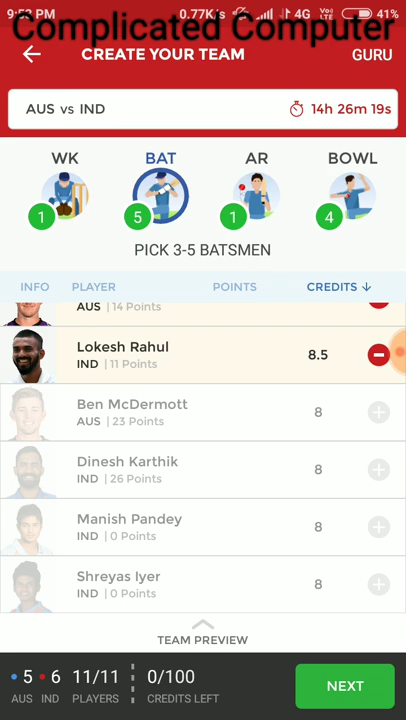 9:53 PM 0.77K/s 4G VoLTE 41%
Complicated Computer
CREATE YOUR TEAM GURU
AUS vs IND 14h 26m 19s
WK BAT AR BOWL
1 5 1 4
PICK 3-5 BATSMEN
INFO PLAYER POINTS CREDITS ↓
AUS | 14 Points
Lokesh Rahul
IND | 11 Points 8.5
Ben McDermott
AUS | 23 Points 8
Dinesh Karthik
IND | 26 Points 8
Manish Pandey
IND | 0 Points 8
Shreyas Iyer
IND | 0 Points 8
TEAM PREVIEW
5 6 11/11 0/100
AUS IND PLAYERS CREDITS LEFT
NEXT